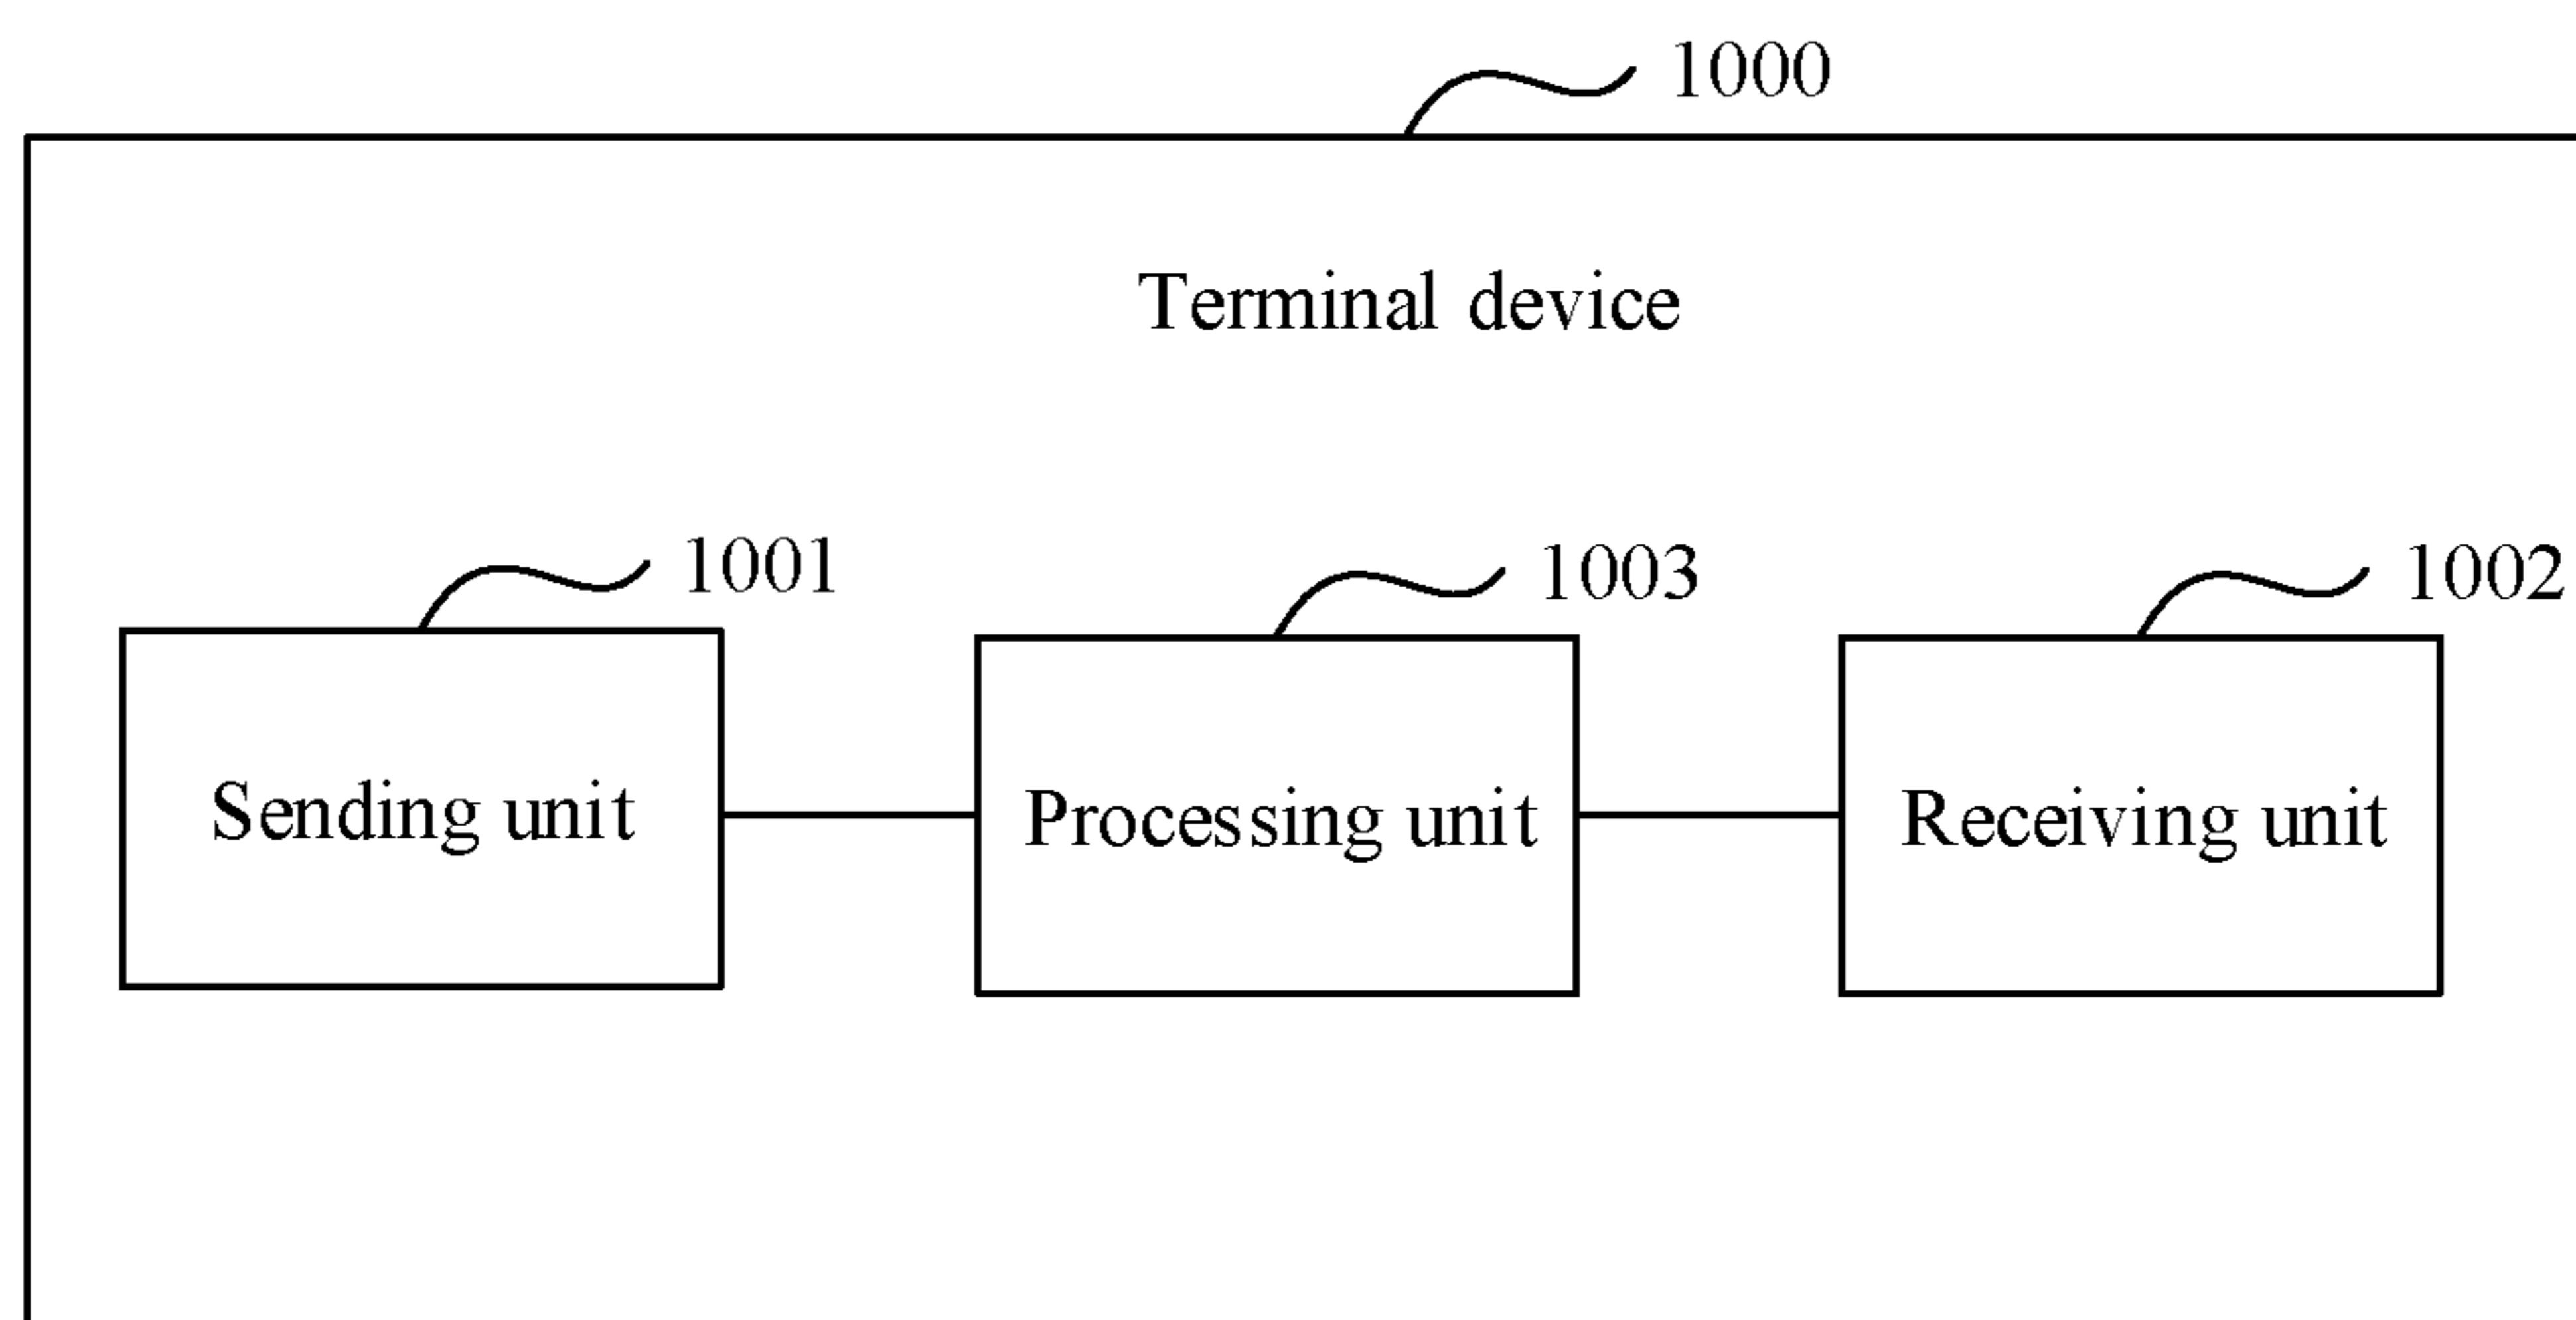 1000
Terminal device
1001
1003
1002
Sending unit
Processing unit
Receiving unit